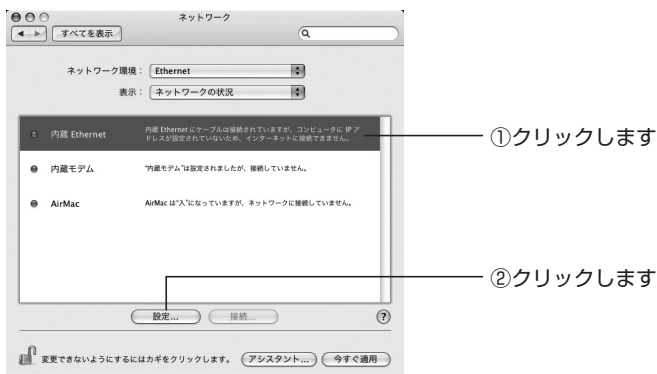 ネットワーク
すべてを表示
ネットワーク環境： Ethernet
表示： ネットワークの状況
内蔵 Ethernet
内蔵 Ethernet にケーブルは接続されていますが、コンピュータに IP ア
ドレスが設定されていないため、インターネットに接続できません。
①クリックします
内蔵モデム
“内蔵モデム”は設定されましたが、接続していません。
AirMac
AirMac は“入”になっていますが、ネットワークに接続していません。
②クリックします
設定...
接続...
?
変更できないようにするにはカギをクリックします。
アシスタント...
今すぐ適用